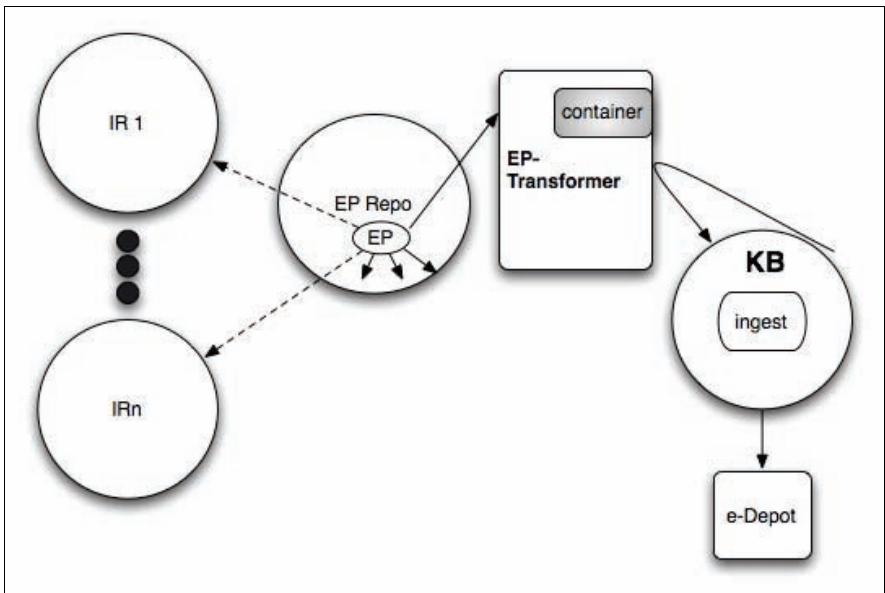 IR 1
EP Repo
EP
container
EP-
Transformer
KB
ingest
IRn
e-Depot